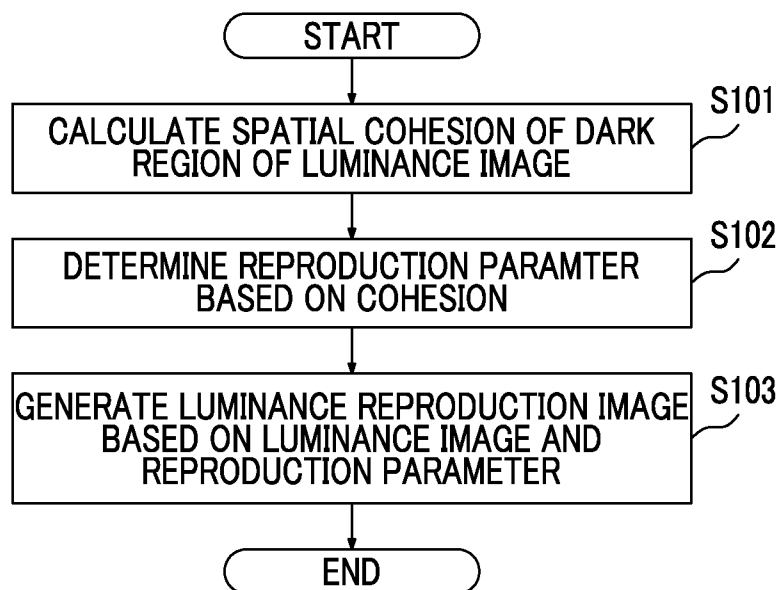 START
S101
CALCULATE SPATIAL COHESION OF DARK
REGION OF LUMINANCE IMAGE
S102
DETERMINE REPRODUCTION PARAMTER
BASED ON COHESION
S103
GENERATE LUMINANCE REPRODUCTION IMAGE
BASED ON LUMINANCE IMAGE AND
REPRODUCTION PARAMETER
END